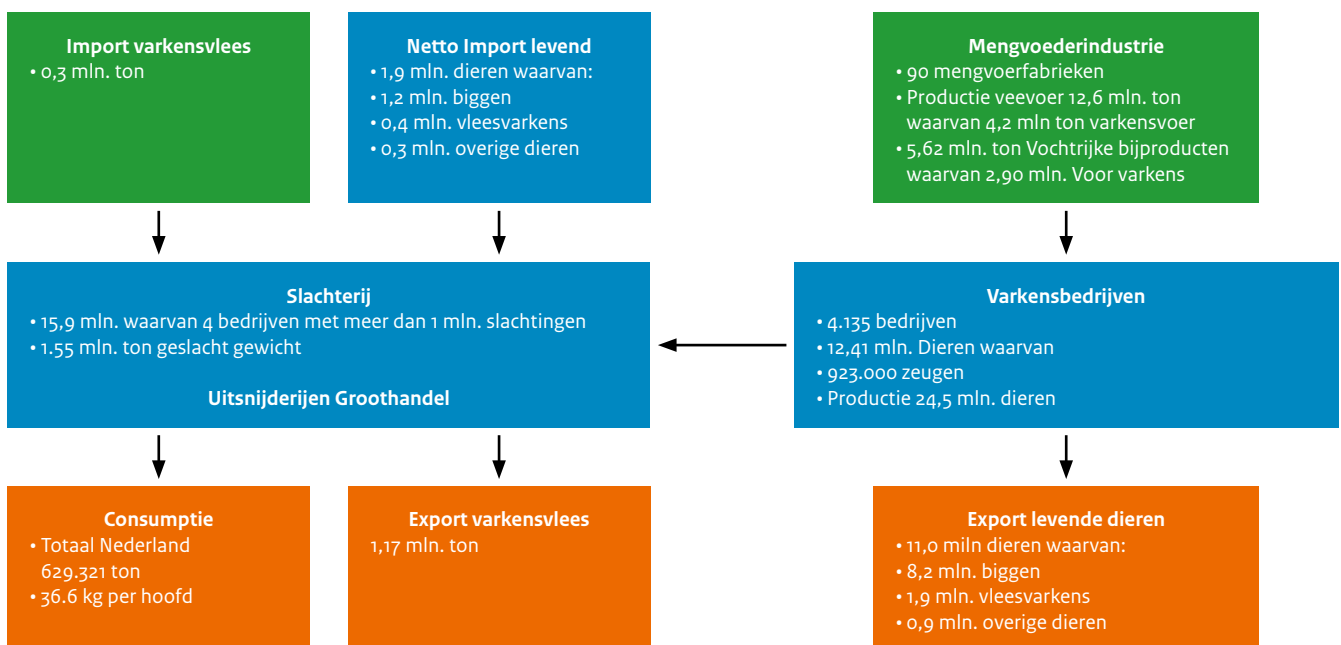 Import varkensvlees
• 0,3 mln. ton
Netto Import levend
• 1,9 mln. dieren waarvan:
• 1,2 mln. biggen
• 0,4 mln. vleesvarkens
• 0,3 mln. overige dieren
Mengvoederindustrie
• 90 mengvoerfabrieken
• Productie veevoer 12,6 mln. ton
waarvan 4,2 mln ton varkensvoer
• 5,62 mln. ton Vochtrijke bijproducten
waarvan 2,90 mln. Voor varkens
Slachterij
• 15,9 mln. waarvan 4 bedrijven met meer dan 1 mln. slachtingen
• 1.55 mln. ton geslacht gewicht
Uitsnijderijen Groothandel
Varkensbedrijven
• 4.135 bedrijven
• 12,41 mln. Dieren waarvan
• 923.000 zeugen
• Productie 24,5 mln. dieren
Consumptie
• Totaal Nederland
629.321 ton
• 36.6 kg per hoofd
Export varkensvlees
1,17 mln. ton
Export levende dieren
• 11,0 miln dieren waarvan:
• 8,2 mln. biggen
• 1,9 mln. vleesvarkens
• 0,9 mln. overige dieren